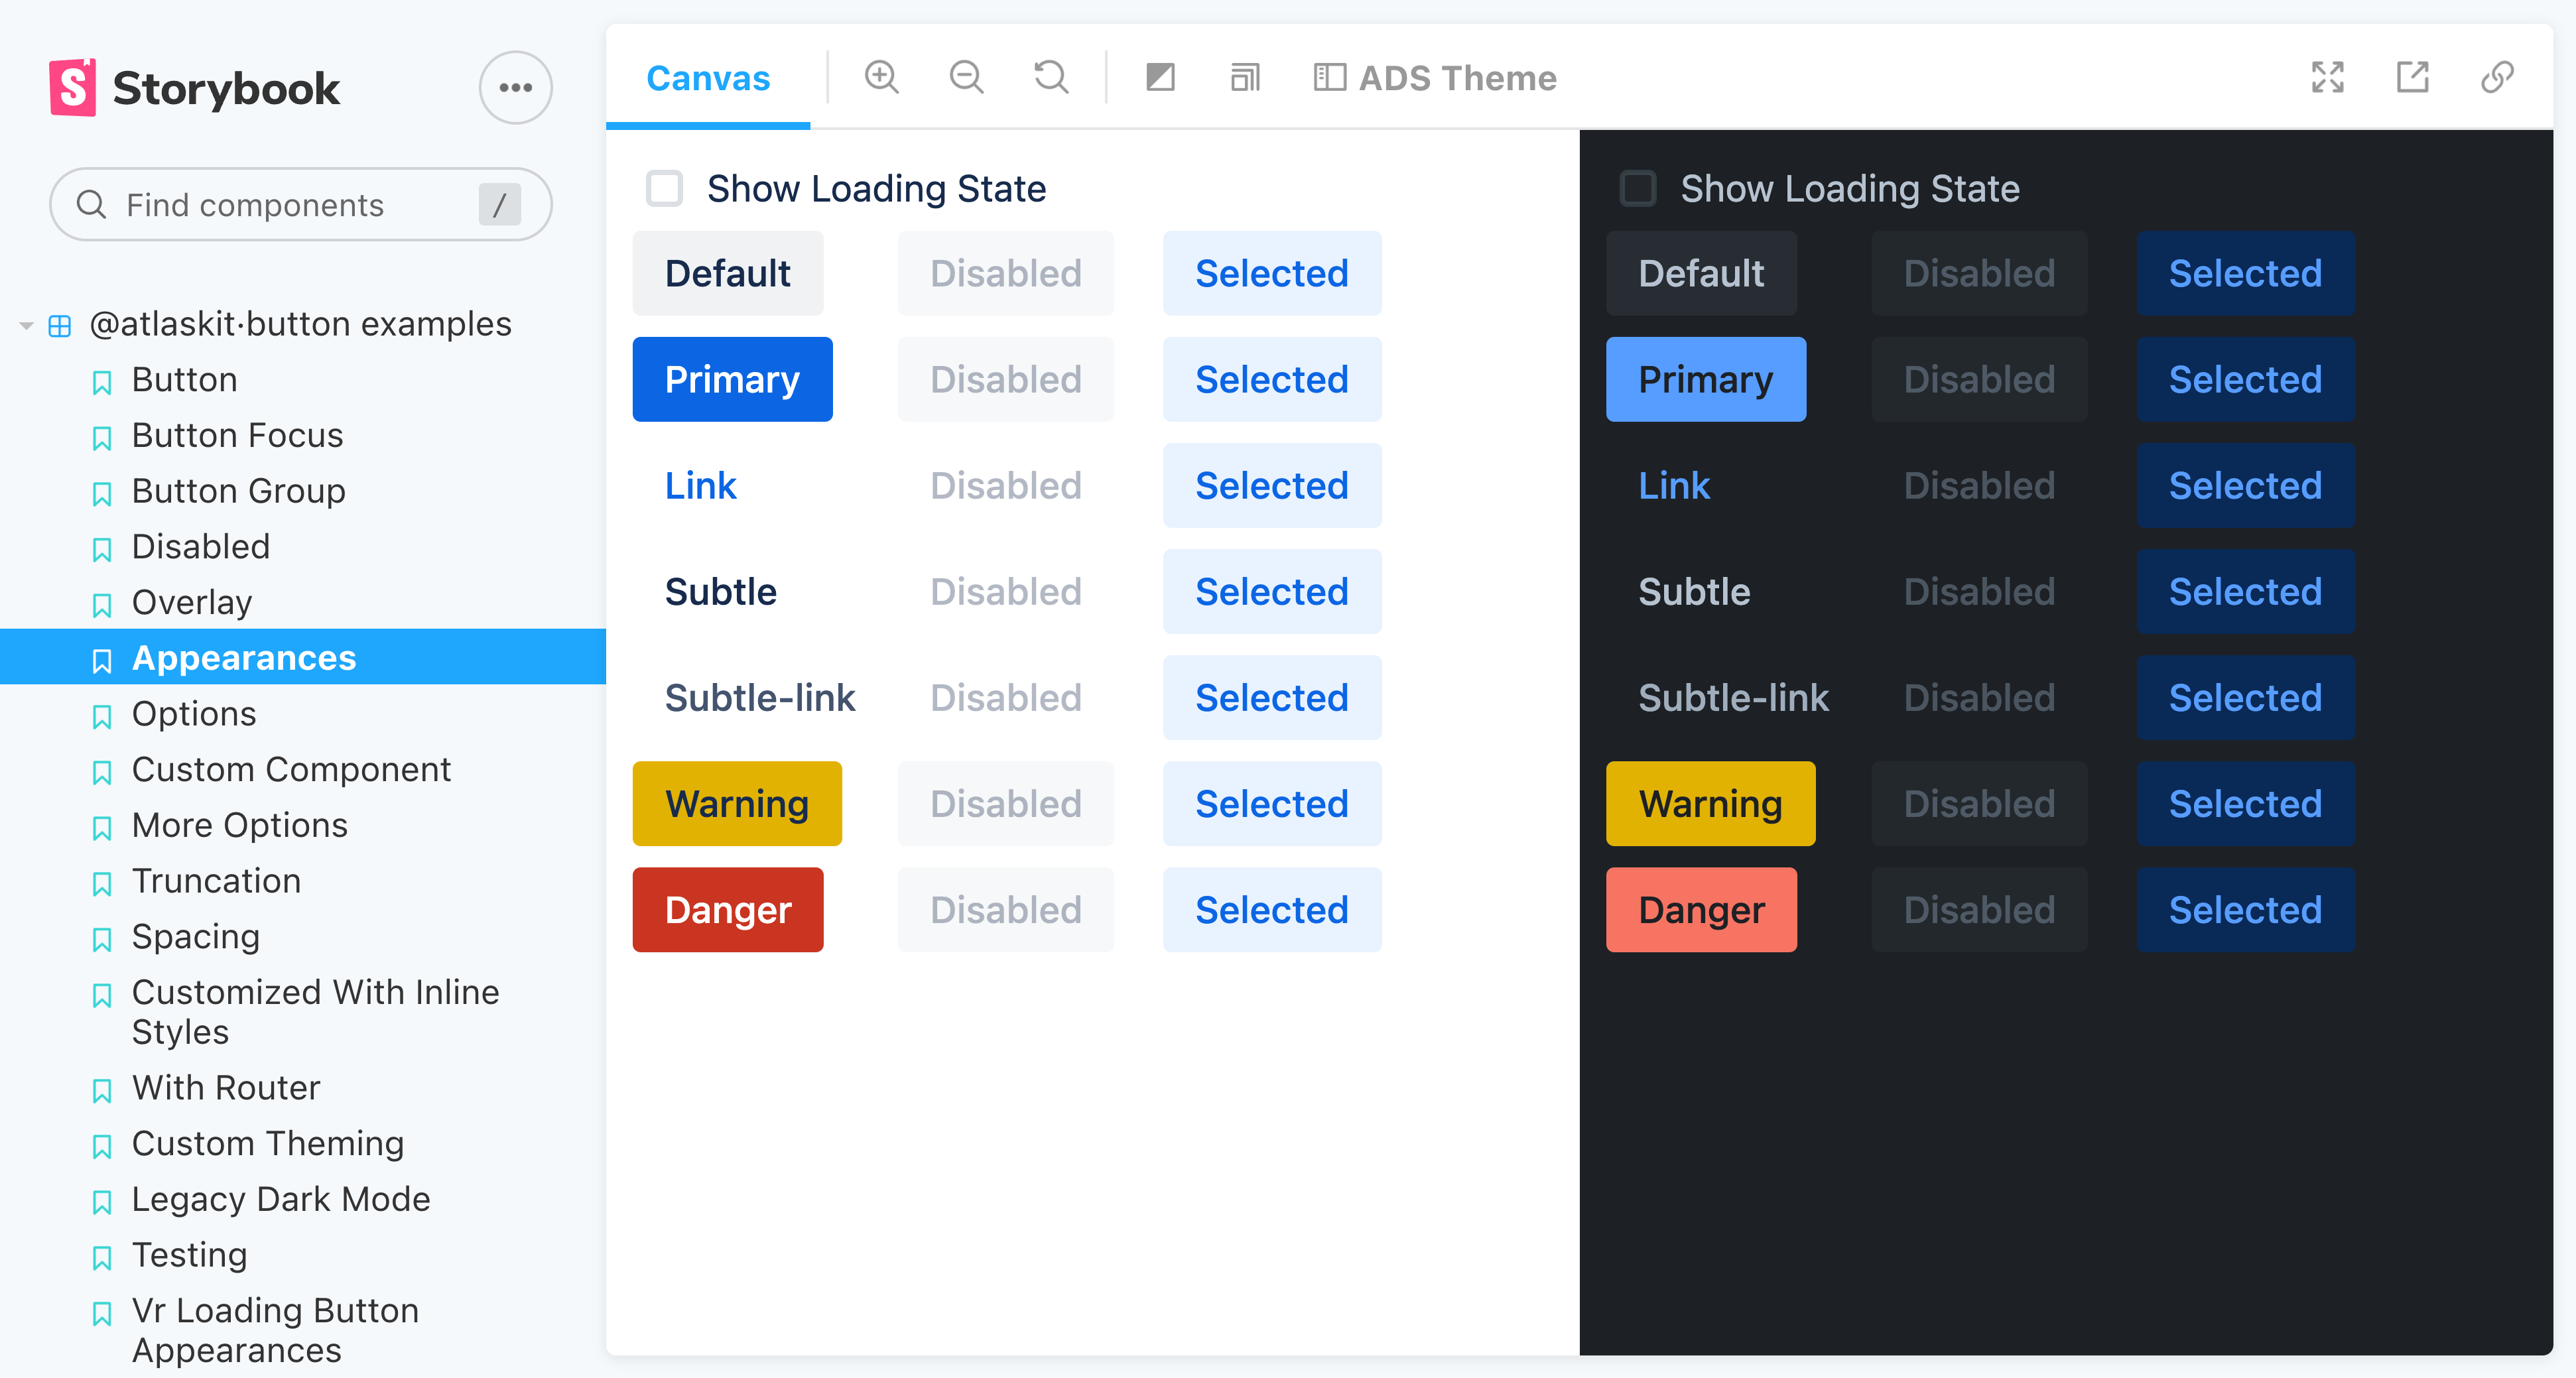 Storybook
Find components
/
@atlaskit·button examples
Button
Button Focus
Button Group
Disabled
Overlay
Appearances
Options
Custom Component
More Options
Truncation
Spacing
Customized With Inline
Styles
With Router
Custom Theming
Legacy Dark Mode
Testing
Vr Loading Button
Appearances
Canvas
ADS Theme
Show Loading State
Default Disabled Selected
Primary Disabled Selected
Link Disabled Selected
Subtle Disabled Selected
Subtle-link Disabled Selected
Warning Disabled Selected
Danger Disabled Selected
Show Loading State
Default Disabled Selected
Primary Disabled Selected
Link Disabled Selected
Subtle Disabled Selected
Subtle-link Disabled Selected
Warning Disabled Selected
Danger Disabled Selected